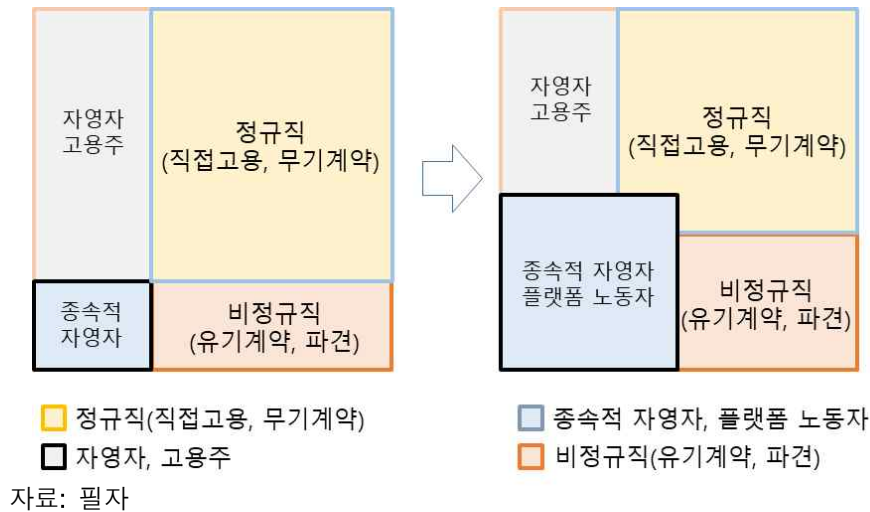 자영자
고용주
정규직
(직접고용, 무기계약)
종속적
자영자
비정규직
(유기계약, 파견)
자영자
고용주
정규직
(직접고용, 무기계약)
종속적 자영자
플랫폼 노동자
비정규직
(유기계약, 파견)
정규직(직접고용, 무기계약)
자영자, 고용주
종속적 자영자, 플랫폼 노동자
비정규직(유기계약, 파견)
자료: 필자